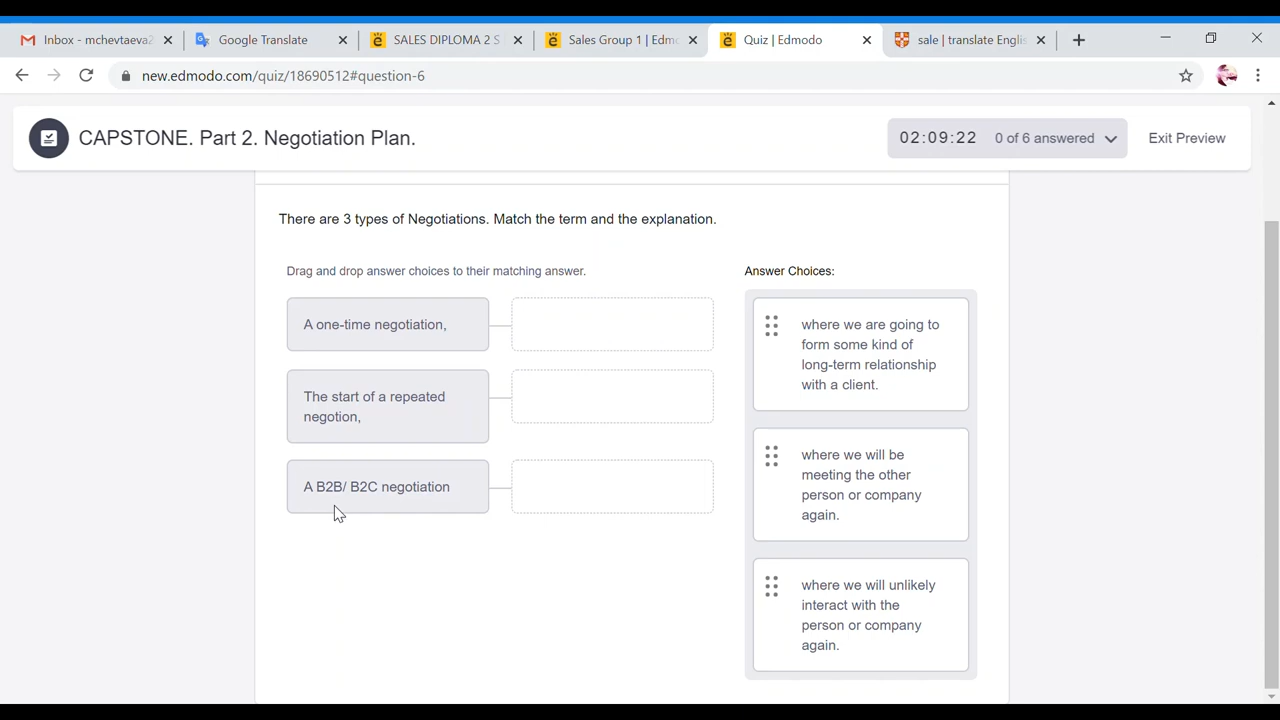 Inbox - mchevtaeva2
Google Translate
SALES DIPLOMA 2 S
Sales Group 1 | Edmo
Quiz | Edmodo
sale | translate Englis
new.edmodo.com/quiz/18690512#question-6
CAPSTONE. Part 2. Negotiation Plan.
02:09:22 0 of 6 answered
Exit Preview
There are 3 types of Negotiations. Match the term and the explanation.
Drag and drop answer choices to their matching answer.
Answer Choices:
A one-time negotiation,
The start of a repeated
negotion,
A B2B/ B2C negotiation
where we are going to
form some kind of
long-term relationship
with a client.
where we will be
meeting the other
person or company
again.
where we will unlikely
interact with the
person or company
again.